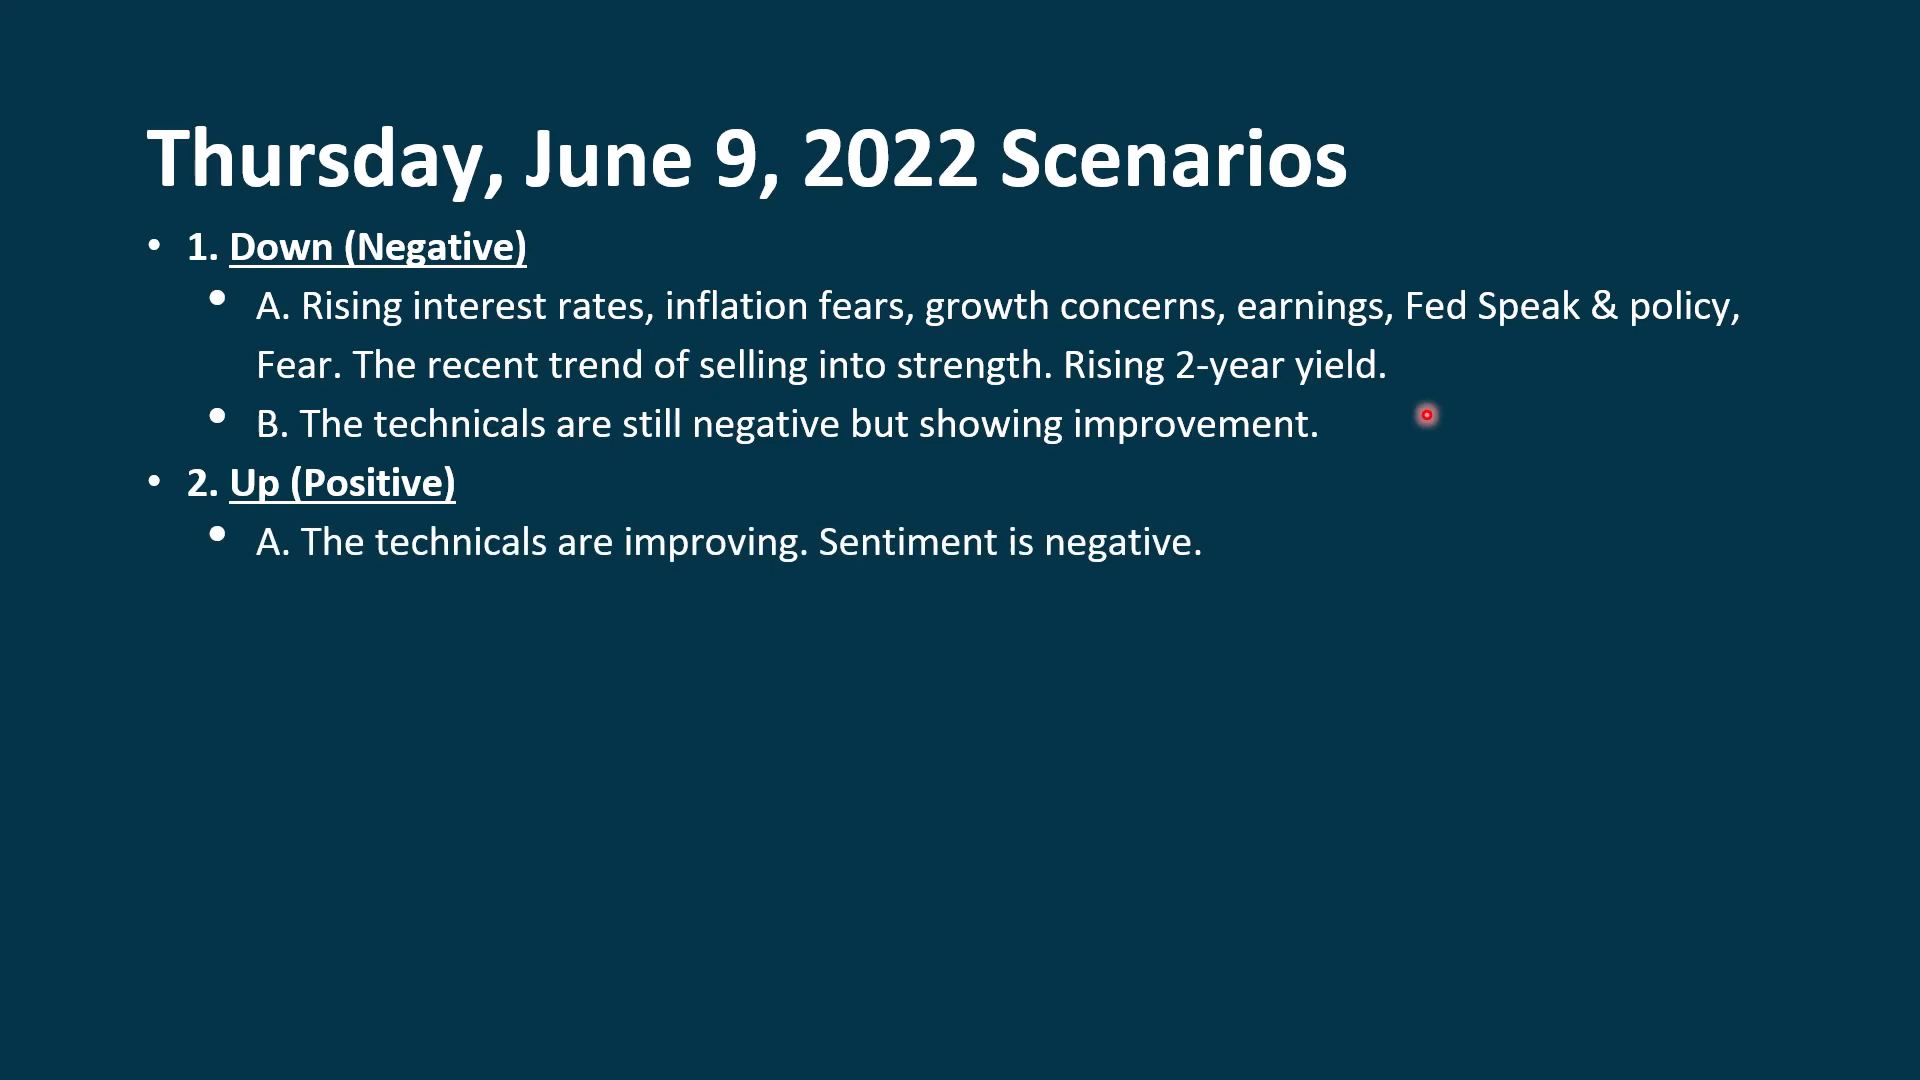 Thursday, June 9, 2022 Scenarios
• 1. Down (Negative)
• A. Rising interest rates, inflation fears, growth concerns, earnings, Fed Speak & policy,
Fear. The recent trend of selling into strength. Rising 2-year yield.
• B. The technicals are still negative but showing improvement.
• 2. Up (Positive)
• A. The technicals are improving. Sentiment is negative.